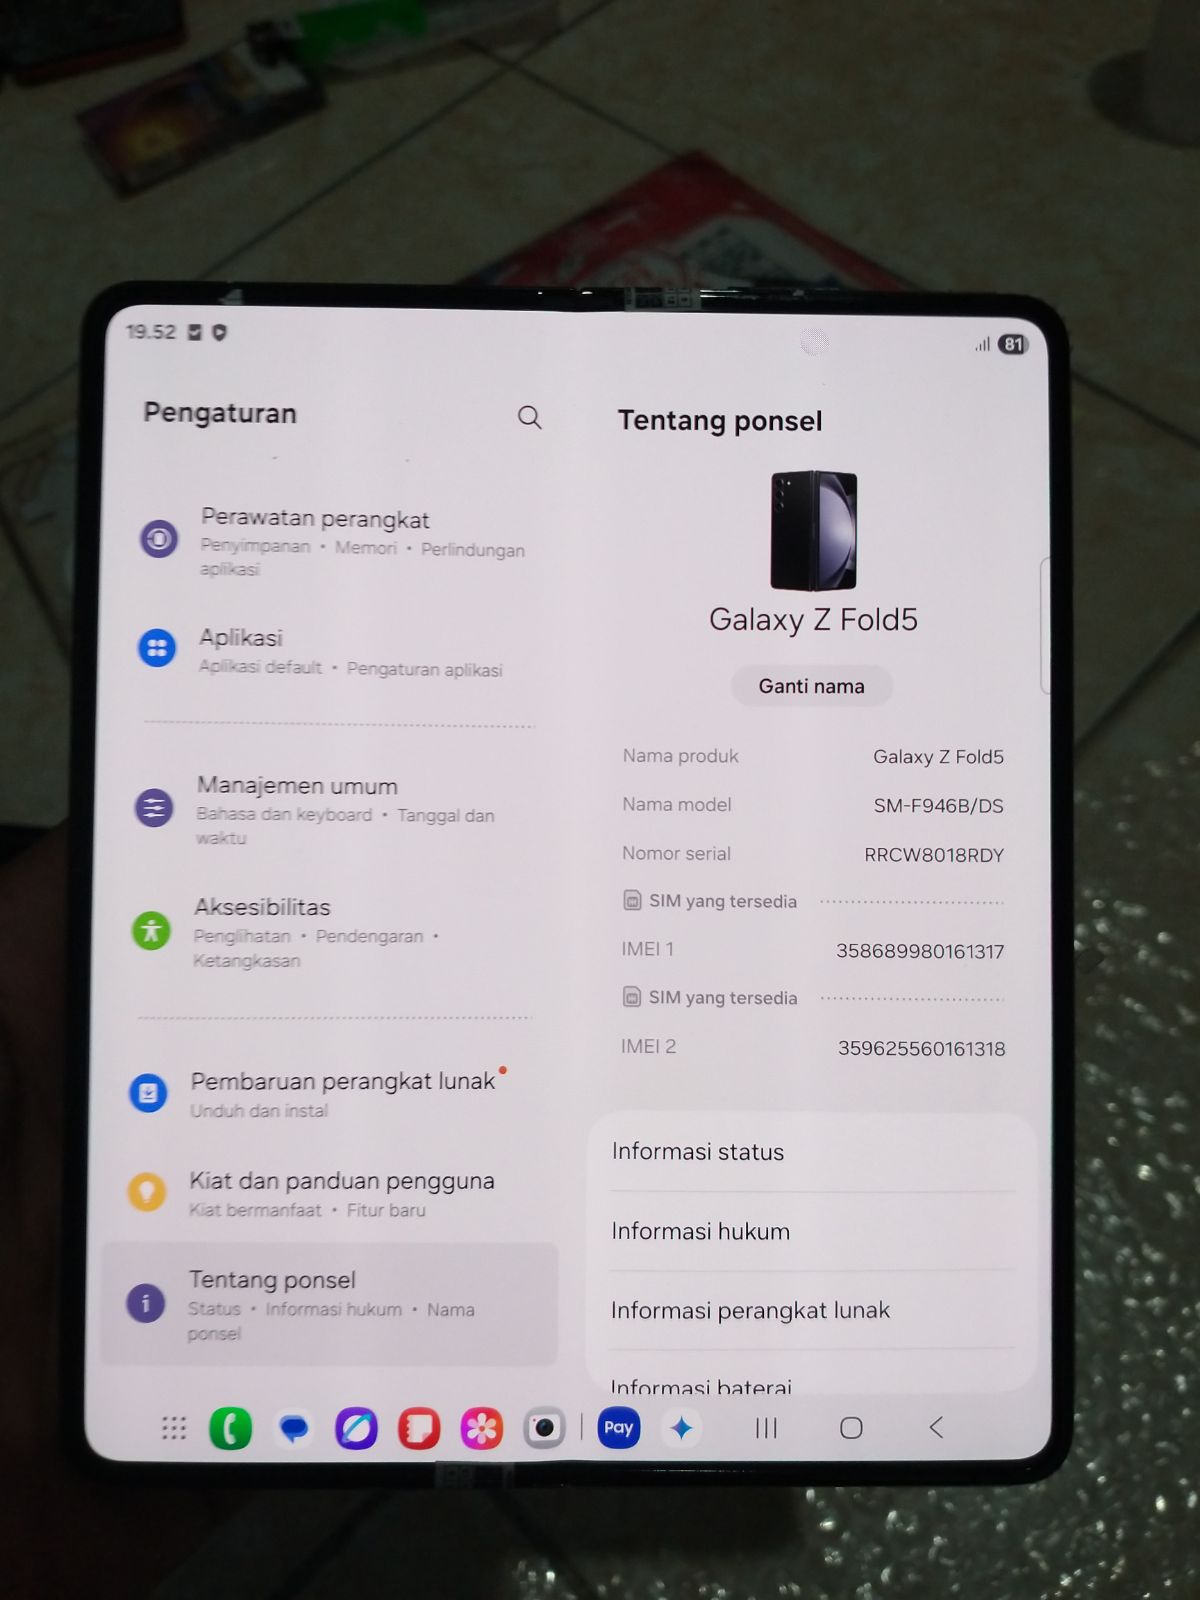 19.52
81
Pengaturan
Perawatan perangkat
Penyimpanan • Memori • Perlindungan
aplikasi
Aplikasi
Aplikasi default • Pengaturan aplikasi
Manajemen umum
Bahasa dan keyboard • Tanggal dan
waktu
Aksesibilitas
Penglihatan • Pendengaran •
Ketangkasan
Pembaruan perangkat lunak
Unduh dan instal
Kiat dan panduan pengguna
Kiat bermanfaat • Fitur baru
Tentang ponsel
Status • Informasi hukum • Nama
ponsel
Tentang ponsel
Galaxy Z Fold5
Ganti nama
Nama produk Galaxy Z Fold5
Nama model SM-F946B/DS
Nomor serial RRCW8018RDY
SIM yang tersedia
IMEI 1 358689980161317
SIM yang tersedia
IMEI 2 359625560161318
Informasi status
Informasi hukum
Informasi perangkat lunak
Informasi baterai
Pay